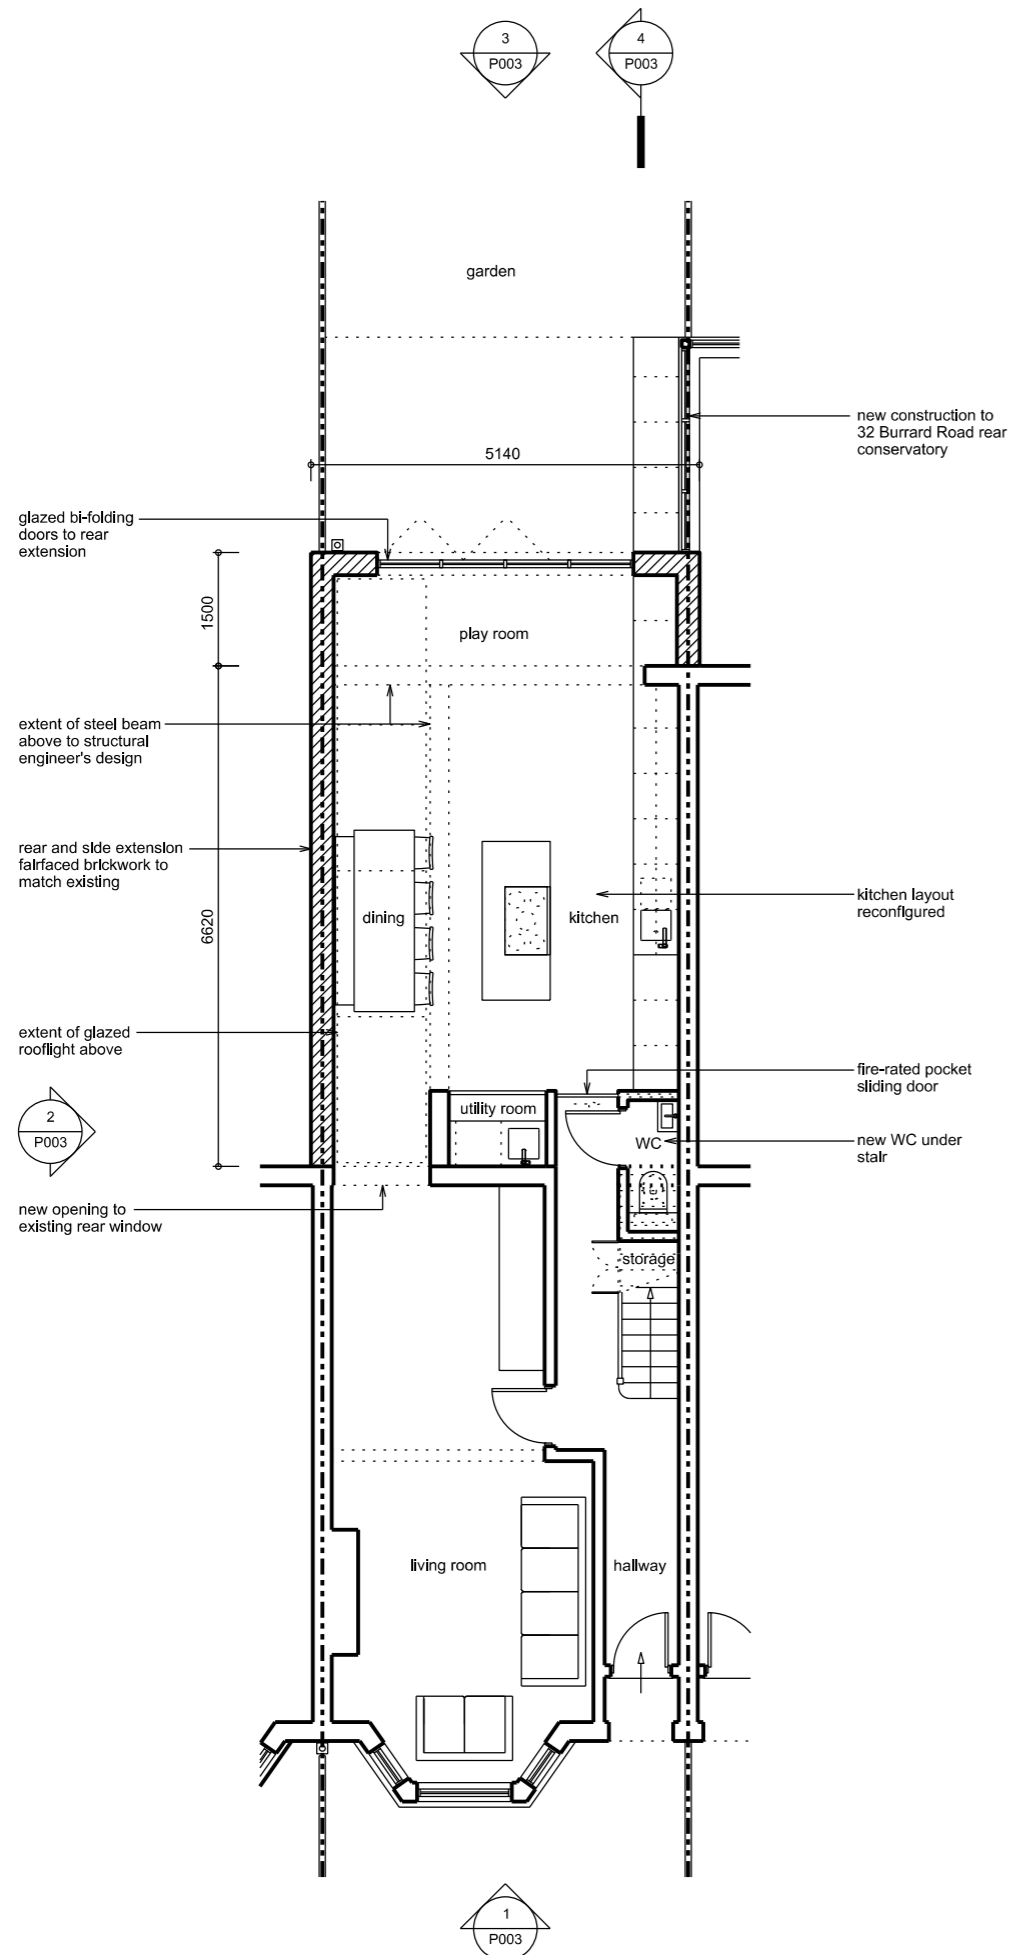 3
P003
4
P003
garden
new construction to
32 Burrard Road rear
conservatory
5140
glazed bi-folding
doors to rear
extension
1500
play room
extent of steel beam
above to structural
engineer's design
rear and side extension
fairfaced brickwork to
match existing
6620
dining
kitchen
kitchen layout
reconfigured
extent of glazed
rooflight above
fire-rated pocket
sliding door
utility room
2
P003
WC
new WC under
stair
new opening to
existing rear window
storage
living room
hallway
1
P003